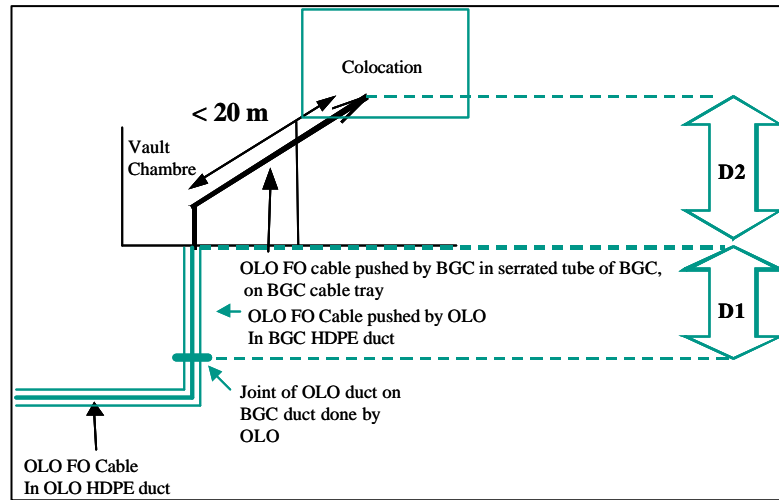 Colocation
< 20 m
Vault
Chambre
D2
OLO FO cable pushed by BGC in serrated tube of BGC,
on BGC cable tray
OLO FO Cable pushed by OLO
In BGC HDPE duct
D1
Joint of OLO duct on
BGC duct done by
OLO
OLO FO Cable
In OLO HDPE duct